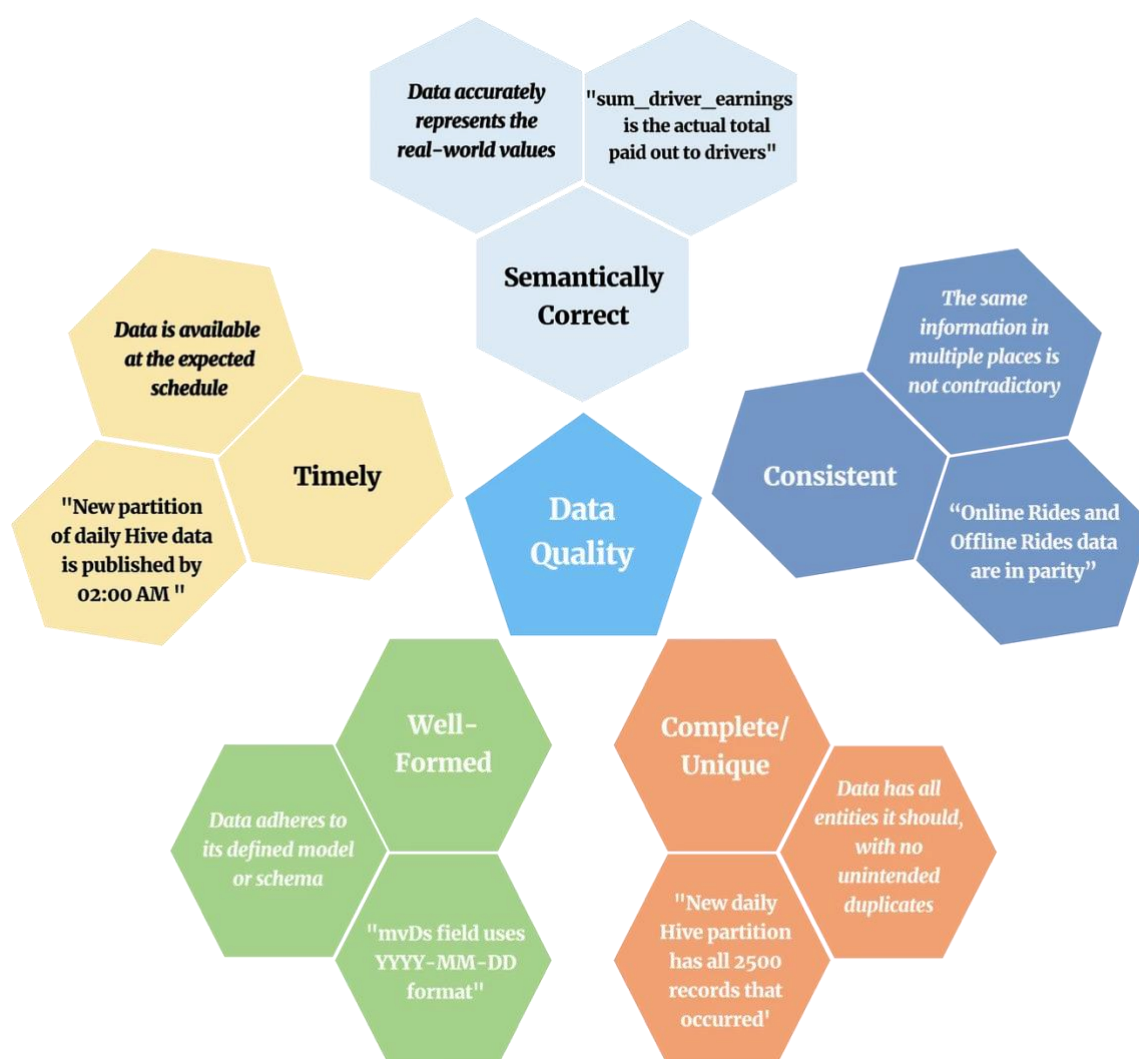 Data accurately
represents the
real-world values
"sum_driver_earnings
is the actual total
paid out to drivers"
Semantically
Correct
Data is available
at the expected
schedule
Timely
"New partition
of daily Hive data
is published by
02:00 AM "
The same
information in
multiple places is
not contradictory
Consistent
“Online Rides and
Offline Rides data
are in parity”
Data
Quality
Well-
Formed
Data adheres to
its defined model
or schema
"mvDs field uses
YYYY-MM-DD
format"
Complete/
Unique
Data has all
entities it should,
with no
unintended
duplicates
"New daily
Hive partition
has all 2500
records that
occurred'